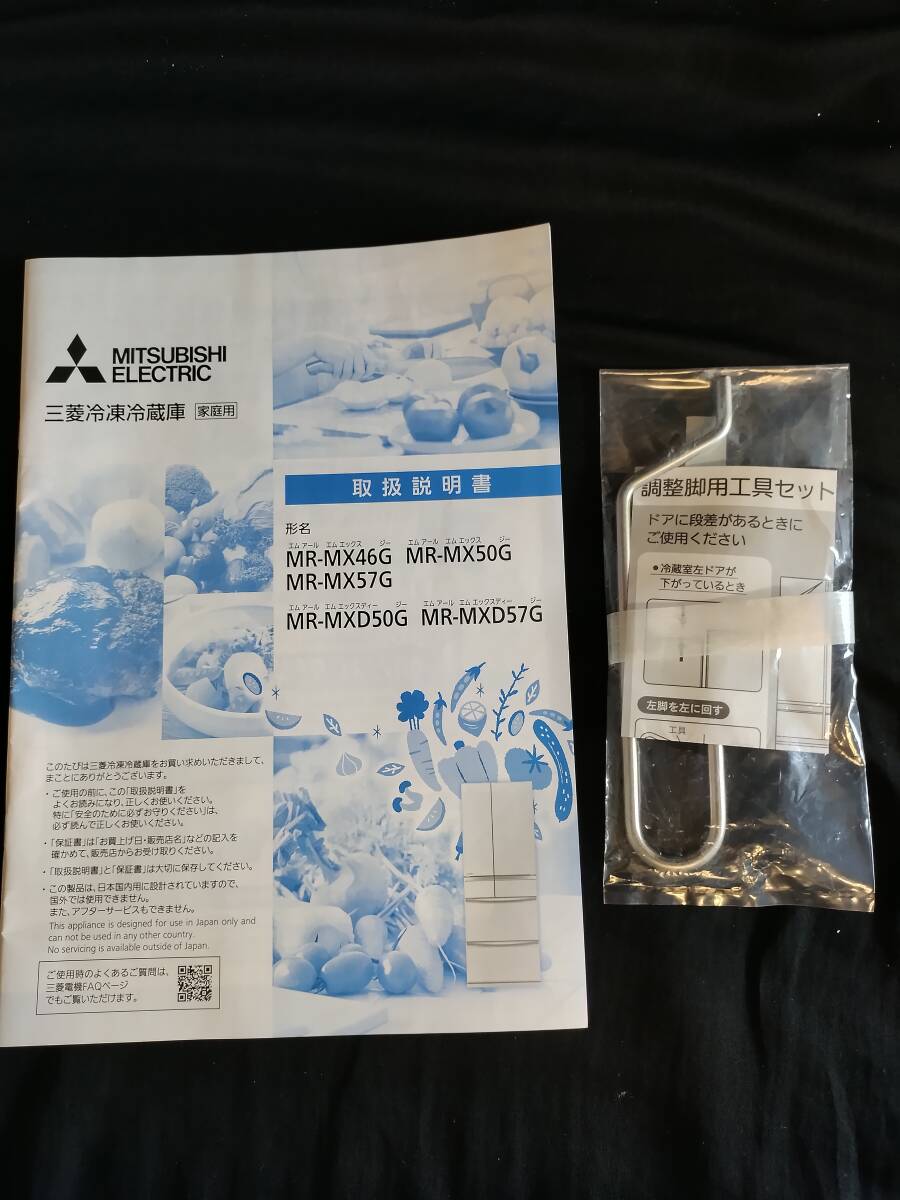 MITSUBISHI
ELECTRIC
三菱冷凍冷蔵庫 家庭用
取扱説明書
形名
エム アール エム エックス ジー エム アール エム エックス ジー
MR-MX46G MR-MX50G
MR-MX57G
エム アール エム エックスディー ジー エム アール エム エックスディー ジー
MR-MXD50G MR-MXD57G
このたびは三菱冷凍冷蔵庫をお買い求めいただきまして、
まことにありがとうございます。
・ご使用の前に、この「取扱説明書」を
よくお読みになり、正しくお使いください。
特に「安全のために必ずお守りください」は、
必ず読んで正しくお使いください。
・「保証書」は「お買上げ日・販売店名」などの記入を
確かめて、販売店からお受け取りください。
・「取扱説明書」と「保証書」は大切に保存してください。
・この製品は、日本国内用に設計されていますので、
国外では使用できません。
また、アフターサービスもできません。
This appliance is designed for use in Japan only and
can not be used in any other country.
No servicing is available outside of Japan.
ご使用時のよくあるご質問は、
三菱電機FAQページ
でもご覧いただけます。
調整脚用工具セット
ドアに段差があるときに
ご使用ください
●冷蔵室左ドアが
下がっているとき
左脚を左に回す
工具